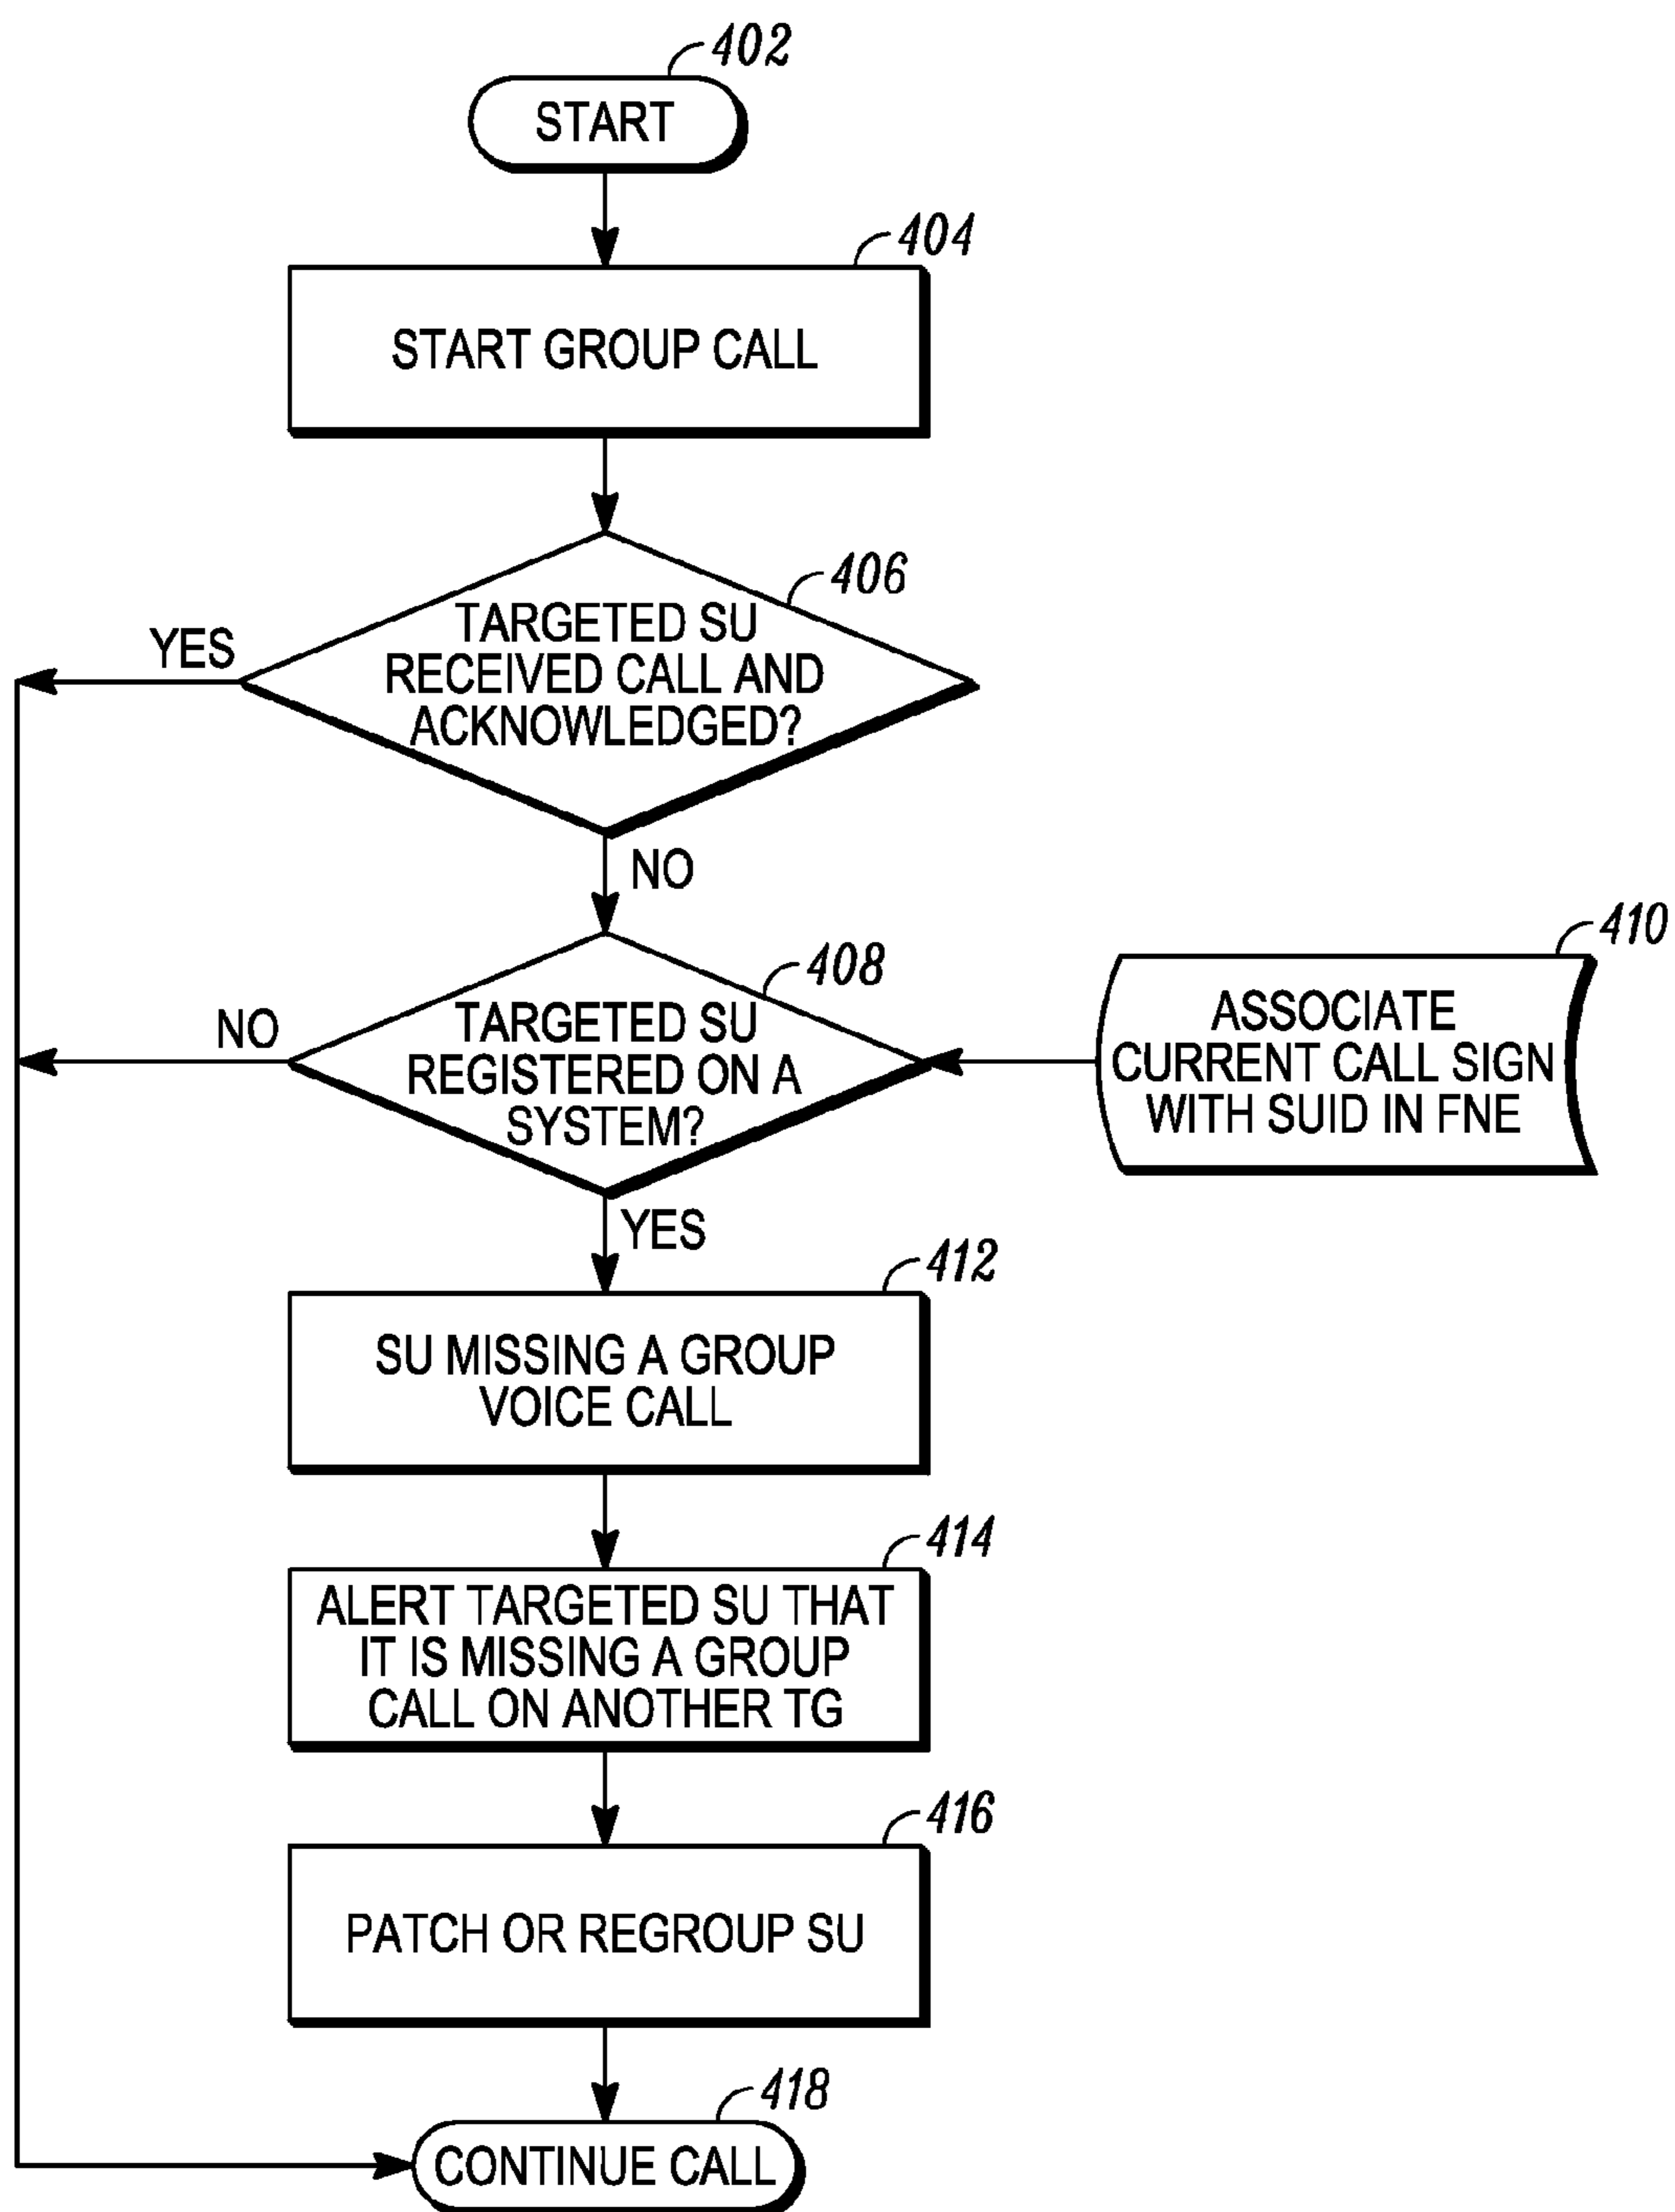 402
START
404
START GROUP CALL
406
TARGETED SU
RECEIVED CALL AND
ACKNOWLEDGED?
YES
NO
408
TARGETED SU
REGISTERED ON A
SYSTEM?
NO
410
ASSOCIATE
CURRENT CALL SIGN
WITH SUID IN FNE
YES
412
SU MISSING A GROUP
VOICE CALL
414
ALERT TARGETED SU THAT
IT IS MISSING A GROUP
CALL ON ANOTHER TG
416
PATCH OR REGROUP SU
418
CONTINUE CALL